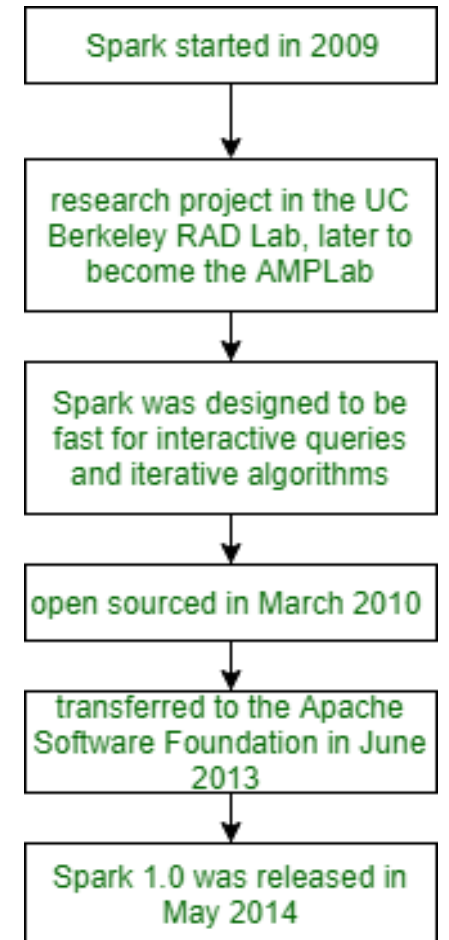 Spark started in 2009
research project in the UC
Berkeley RAD Lab, later to
become the AMPLab
Spark was designed to be
fast for interactive queries
and iterative algorithms
open sourced in March 2010
transferred to the Apache
Software Foundation in June
2013
Spark 1.0 was released in
May 2014